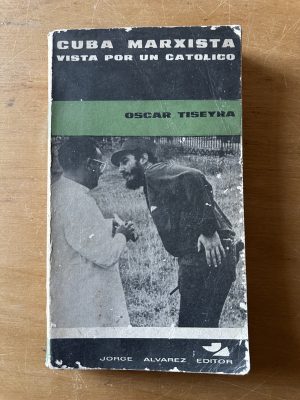 CUBA MARXISTA
VISTA POR UN CATOLICO
OSCAR TISEYRA
JORGE ALVAREZ EDITOR